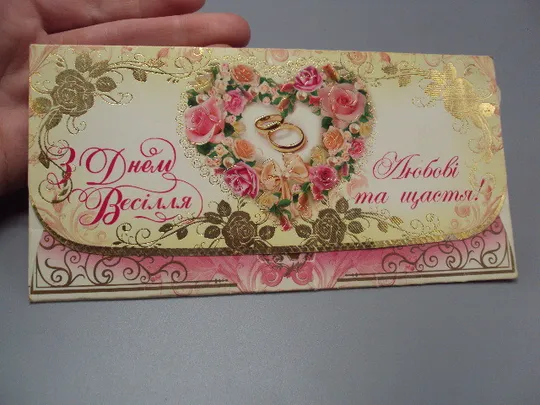 З Днем
Весілля
Любові
та щастя!